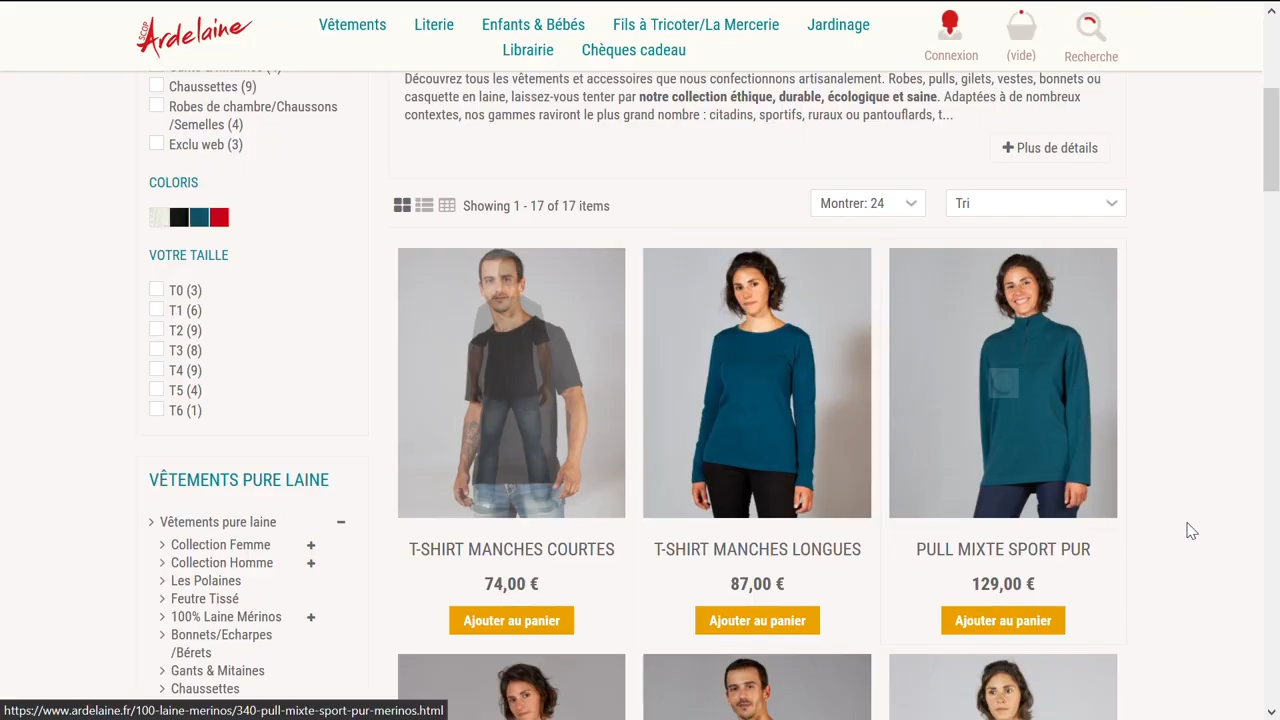 SCOP
Ardelaine
Vêtements
Literie
Enfants & Bébés
Fils à Tricoter/La Mercerie
Jardinage
Librairie
Chèques cadeau
Connexion
(vide)
Recherche
Chaussettes (9)
Robes de chambre/Chaussons
/Semelles (4)
Exclu web (3)
COLORIS
VOTRE TAILLE
T0 (3)
T1 (6)
T2 (9)
T3 (8)
T4 (9)
T5 (4)
T6 (1)
VÊTEMENTS PURE LAINE
Vêtements pure laine
Collection Femme
Collection Homme
Les Polaines
Feutre Tissé
100% Laine Mérinos
Bonnets/Echarpes
/Bérets
Gants & Mitaines
Chaussettes
Découvrez tous les vêtements et accessoires que nous confectionnons artisanalement. Robes, pulls, gilets, vestes, bonnets ou
casquette en laine, laissez-vous tenter par notre collection éthique, durable, écologique et saine. Adaptées à de nombreux
contextes, nos gammes raviront le plus grand nombre : citadins, sportifs, ruraux ou pantouflards, t...
Plus de détails
Showing 1 - 17 of 17 items
Montrer: 24
Tri
T-SHIRT MANCHES COURTES
74,00 €
Ajouter au panier
T-SHIRT MANCHES LONGUES
87,00 €
Ajouter au panier
PULL MIXTE SPORT PUR
129,00 €
Ajouter au panier
https://www.ardelaine.fr/100-laine-merinos/340-pull-mixte-sport-pur-merinos.html